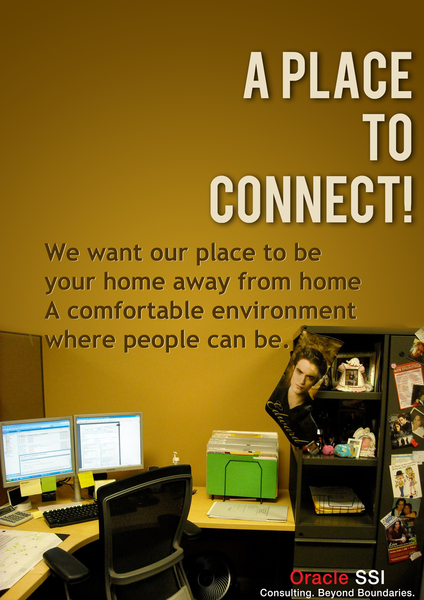 A PLACE
TO
CONNECT!
We want our place to be
your home away from home
A comfortable environment
where people can be.
Edward
Oracle SSI
Consulting. Beyond Boundaries.